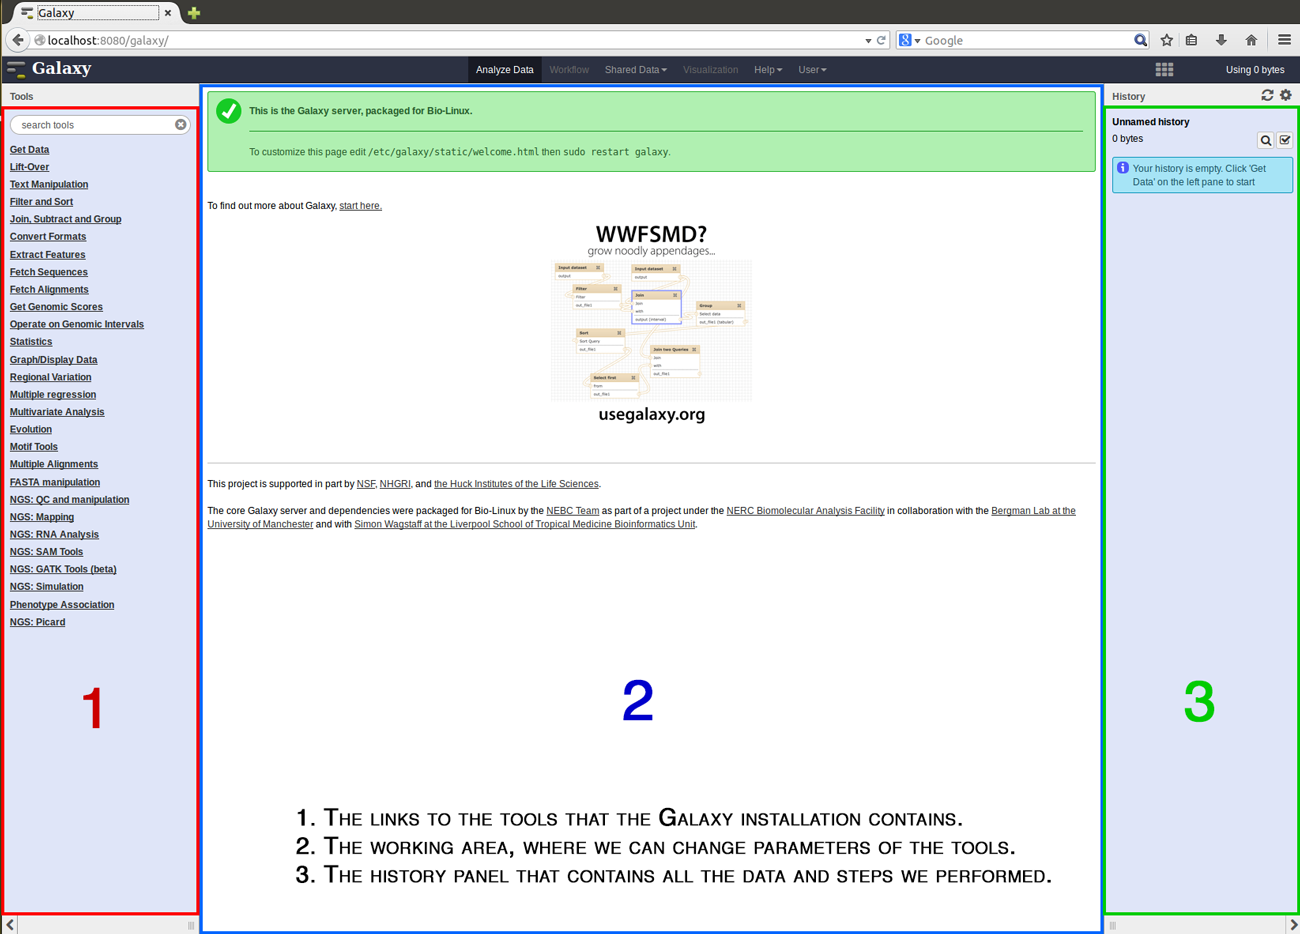 Galaxy
localhost:8080/galaxy/
Google
Galaxy
Analyze Data
Workflow
Shared Data
Visualization
Help
User
Using 0 bytes
Tools
search tools
Get Data
Lift-Over
Text Manipulation
Filter and Sort
Join, Subtract and Group
Convert Formats
Extract Features
Fetch Sequences
Fetch Alignments
Get Genomic Scores
Operate on Genomic Intervals
Statistics
Graph/Display Data
Regional Variation
Multiple regression
Multivariate Analysis
Evolution
Motif Tools
Multiple Alignments
FASTA manipulation
NGS: QC and manipulation
NGS: Mapping
NGS: RNA Analysis
NGS: SAM Tools
NGS: GATK Tools (beta)
NGS: Simulation
Phenotype Association
NGS: Picard
1
This is the Galaxy server, packaged for Bio-Linux.
To customize this page edit /etc/galaxy/static/welcome.html then sudo restart galaxy.
To find out more about Galaxy, start here.
WWFSMD?
grow noodly appendages...
Input dataset
output
Input dataset
output
Filter
Filter
out_file1
Join
Join
with
output (interval)
Group
Select data
out_file1 (tabular)
Sort
Sort Query
out_file1
Join two Queries
Join
with
out_file1
Select first
from
out_file1
usegalaxy.org
This project is supported in part by NSF, NHGRI, and the Huck Institutes of the Life Sciences.
The core Galaxy server and dependencies were packaged for Bio-Linux by the NEBC Team as part of a project under the NERC Biomolecular Analysis Facility in collaboration with the Bergman Lab at the
University of Manchester and with Simon Wagstaff at the Liverpool School of Tropical Medicine Bioinformatics Unit.
2
1. The links to the tools that the Galaxy installation contains.
2. The working area, where we can change parameters of the tools.
3. The history panel that contains all the data and steps we performed.
History
Unnamed history
0 bytes
Your history is empty. Click 'Get
Data' on the left pane to start
3